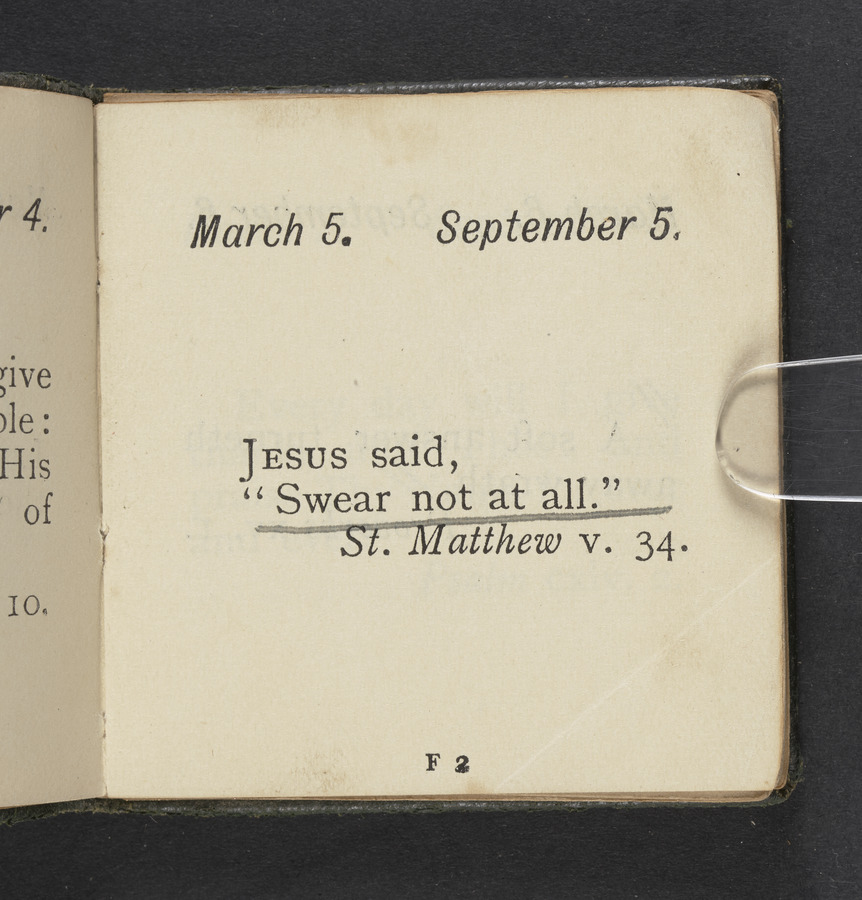 r 4.
give
ble:
His
of
10.
March 5. September 5.
JESUS said,
“Swear not at all.”
St. Matthew v. 34.
F 2